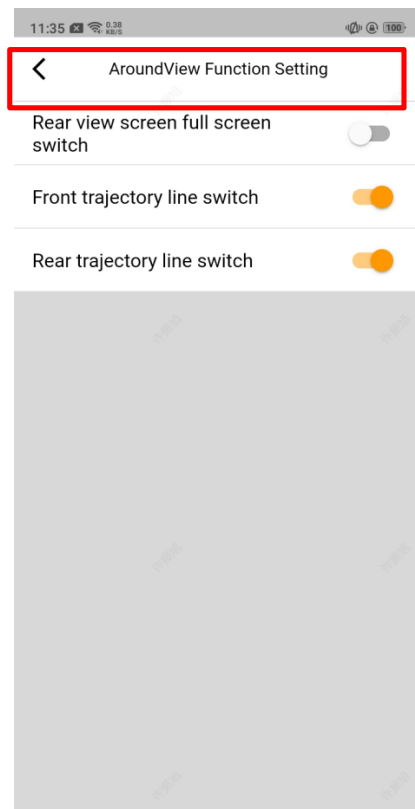 11:35 0.38 KB/S 100
AroundView Function Setting
Rear view screen full screen
switch
Front trajectory line switch
Rear trajectory line switch